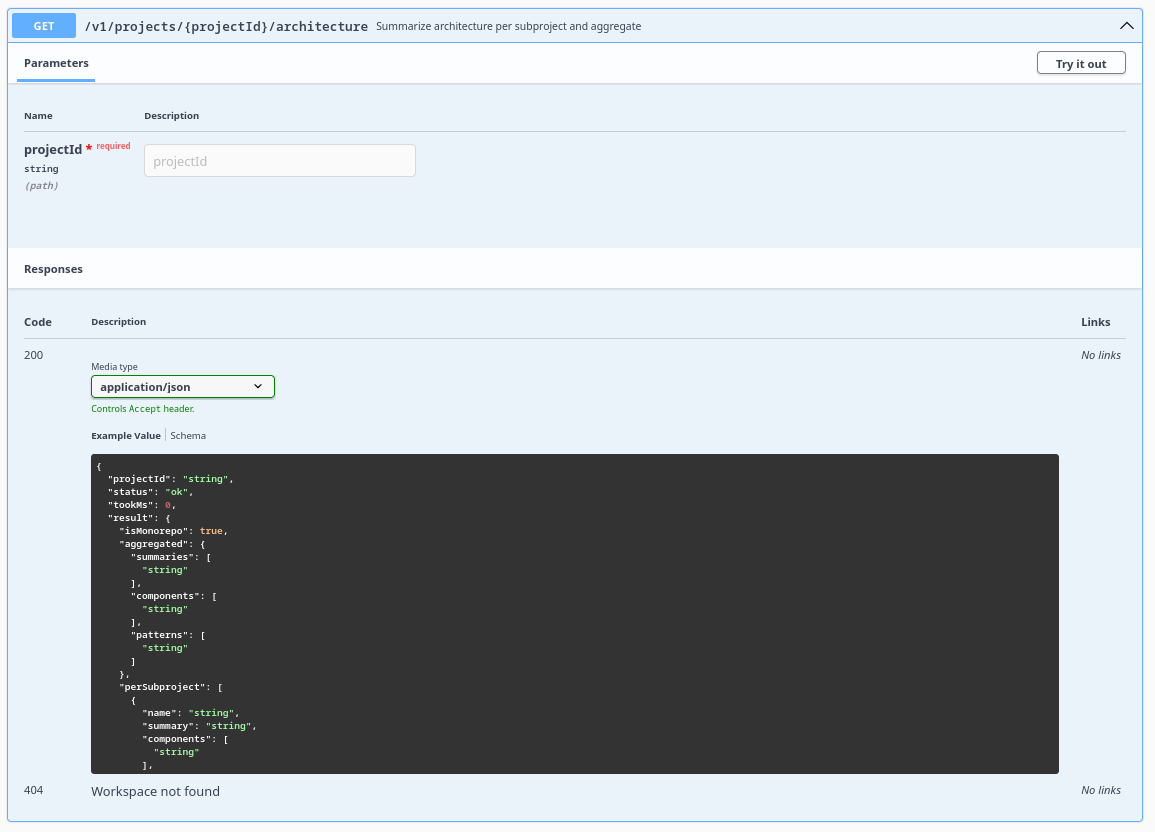 GET /v1/projects/{projectId}/architecture Summarize architecture per subproject and aggregate
Parameters
Try it out
Name Description
projectId * required
string
(path)
projectId
Responses
Code Description Links
200
No links
Media type
application/json
Controls Accept header.
Example Value Schema
{
  "projectId": "string",
  "status": "ok",
  "tookMs": 0,
  "result": {
    "isMonorepo": true,
    "aggregated": {
      "summaries": [
        "string"
      ],
      "components": [
        "string"
      ],
      "patterns": [
        "string"
      ]
    },
    "perSubproject": [
      {
        "name": "string",
        "summary": "string",
        "components": [
          "string"
        ],
404 Workspace not found No links